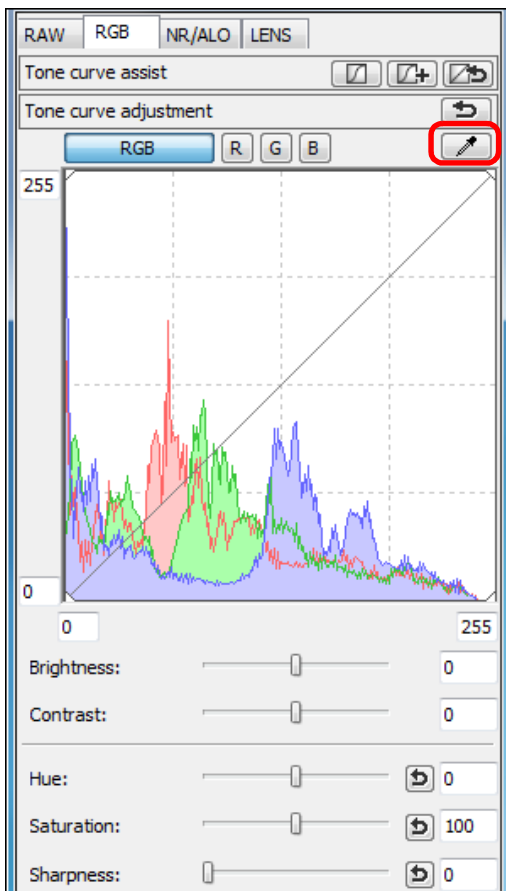 RAW RGB NR/ALO LENS
Tone curve assist
Tone curve adjustment
RGB R G B
255
0
0 255
Brightness: 0
Contrast: 0
Hue: 0
Saturation: 100
Sharpness: 0